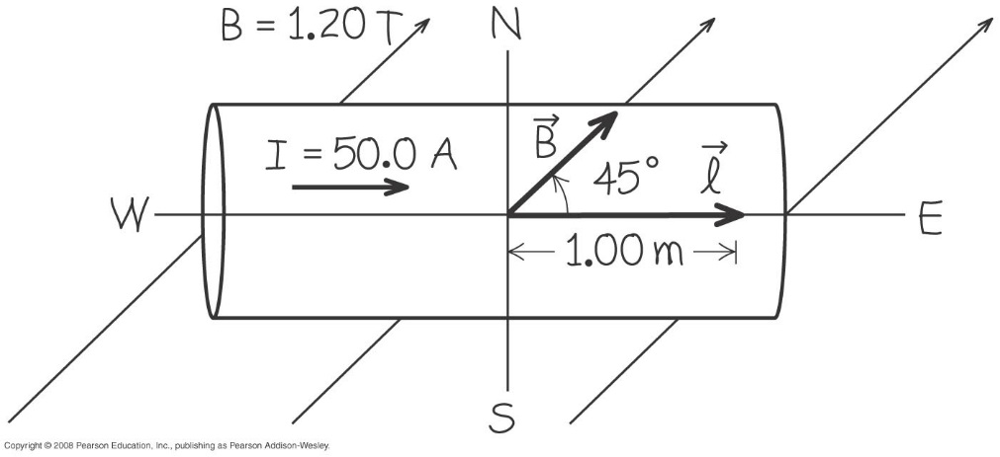 B = 1.20 T
N
I = 50.0 A
B⃗
45°
l⃗
W
E
1.00 m
S
Copyright © 2008 Pearson Education, Inc., publishing as Pearson Addison-Wesley.